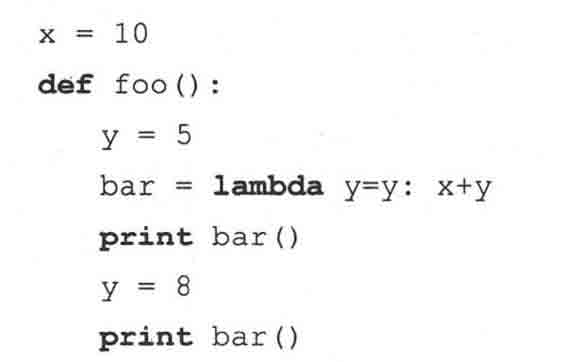 x = 10
def foo():
    y = 5
    bar = lambda y=y: x+y
    print bar()
    y = 8
    print bar()